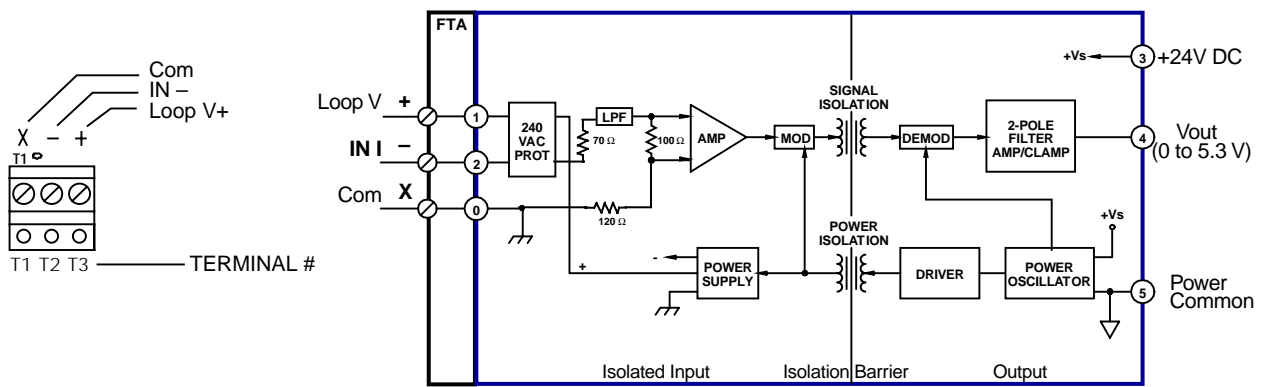 Com
IN –
Loop V+
X – +
T1
T1 T2 T3
TERMINAL #
FTA
Loop V +
IN I –
Com X
1
2
0
240
VAC
PROT
70 Ω
LPF
100 Ω
120 Ω
AMP
MOD
SIGNAL
ISOLATION
DEMOD
2-POLE
FILTER
AMP/CLAMP
+Vs
3
+24V DC
4
Vout
(0 to 5.3 V)
POWER
ISOLATION
+
-
POWER
SUPPLY
DRIVER
POWER
OSCILLATOR
+Vs
5
Power
Common
Isolated Input
Isolation Barrier
Output